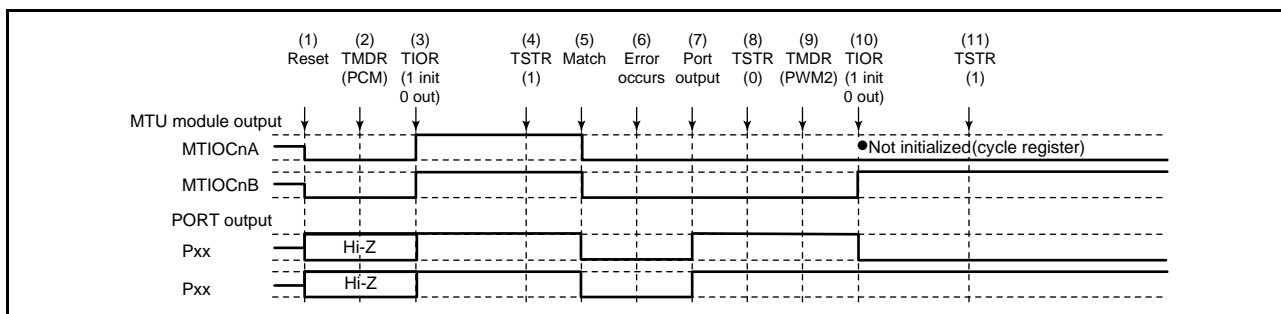 (1) (2) (3) (4) (5) (6) (7) (8) (9) (10) (11)
Reset TMDR TIOR TSTR Match Error Port TSTR TMDR TIOR TSTR
(PCM) (1 init (1) occurs output (0) (PWM2) (1 init (1)
0 out) 0 out)
MTU module output
MTIOCnA
●Not initialized(cycle register)
MTIOCnB
PORT output
Pxx
Hi-Z
Pxx
Hi-Z